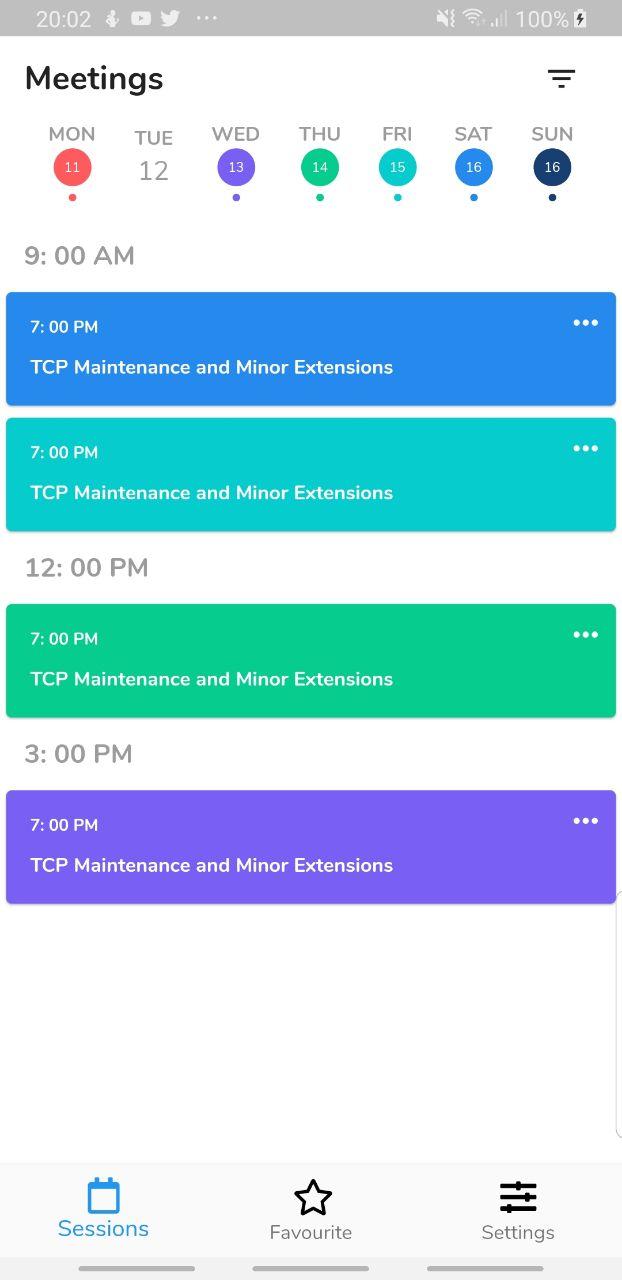 20:02 100%
Meetings
MON TUE WED THU FRI SAT SUN
11 12 13 14 15 16 16
9: 00 AM
7: 00 PM
TCP Maintenance and Minor Extensions
7: 00 PM
TCP Maintenance and Minor Extensions
12: 00 PM
7: 00 PM
TCP Maintenance and Minor Extensions
3: 00 PM
7: 00 PM
TCP Maintenance and Minor Extensions
Sessions Favourite Settings